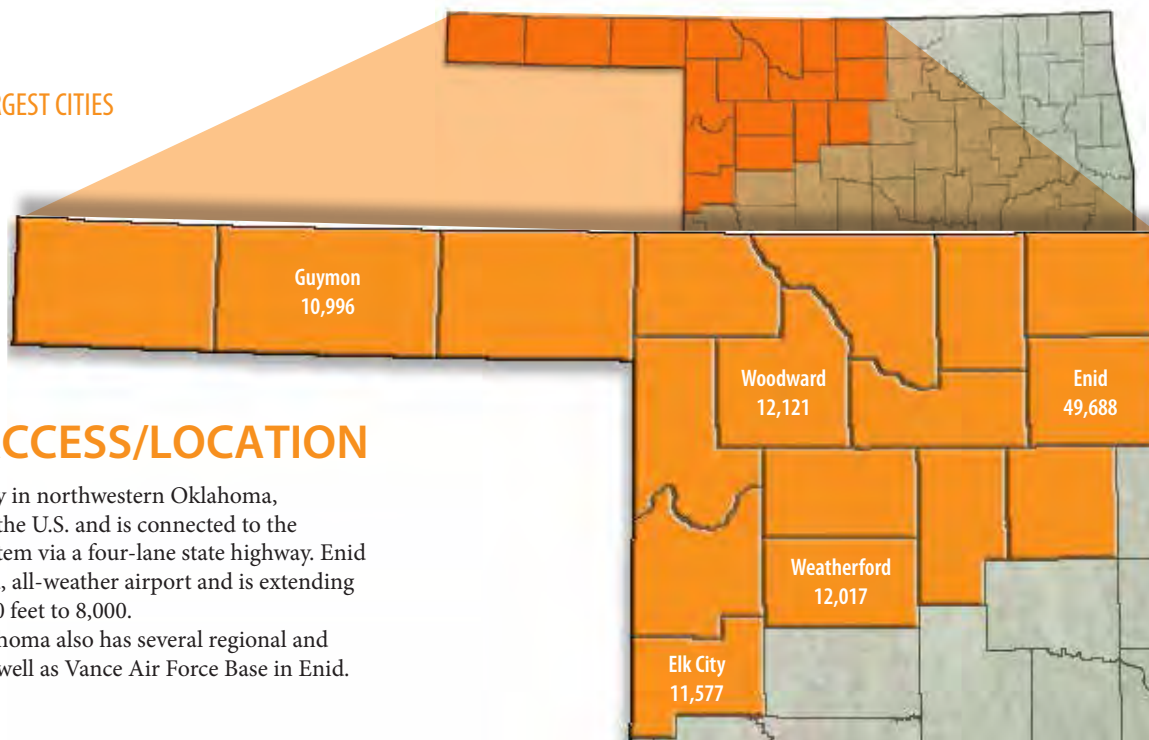 RGEST CITIES
Guymon
10,996
Woodward
12,121
Enid
49,688
Weatherford
12,017
Elk City
11,577
CCESS/LOCATION
y in northwestern Oklahoma,
the U.S. and is connected to the
tem via a four-lane state highway. Enid
, all-weather airport and is extending
0 feet to 8,000.
homa also has several regional and
well as Vance Air Force Base in Enid.